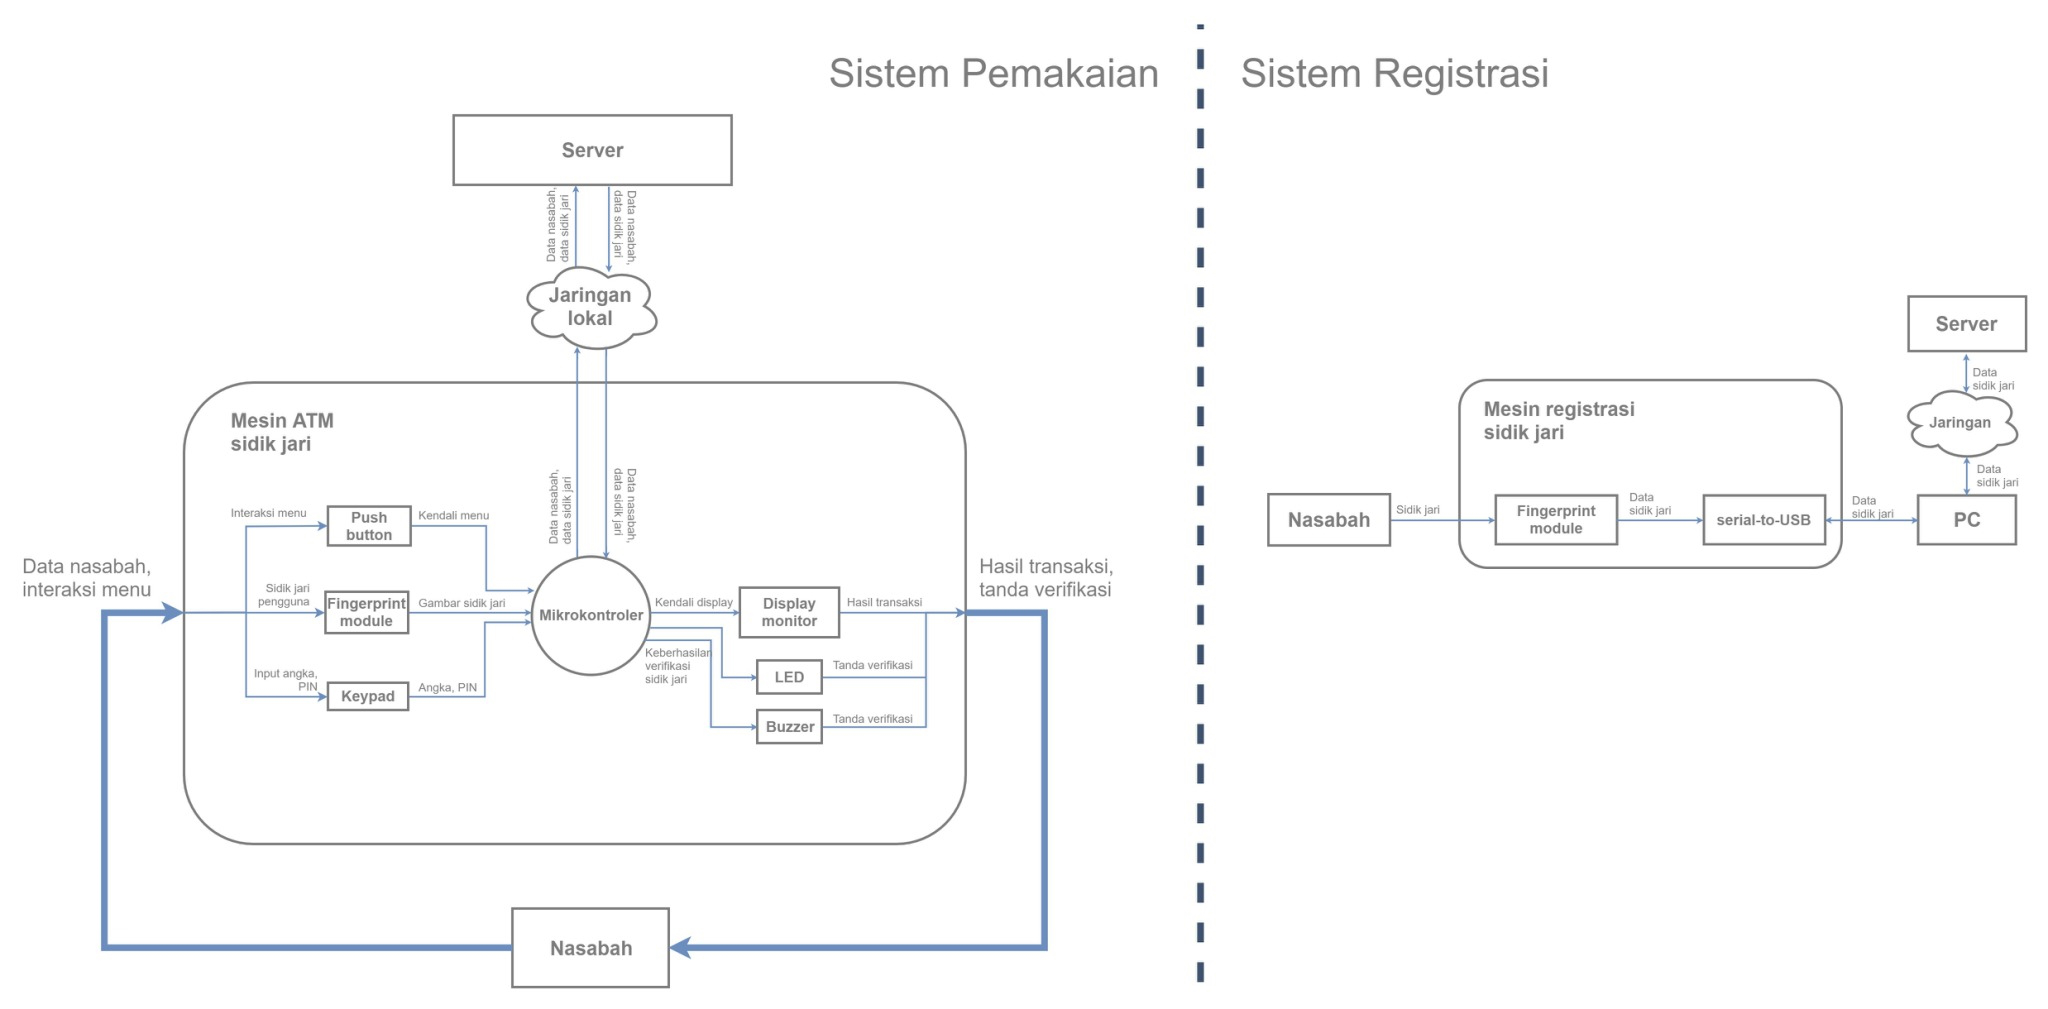 Sistem Pemakaian
Server
Data nasabah,
data sidik jari
Data nasabah,
data sidik jari
Jaringan
lokal
Mesin ATM
sidik jari
Data nasabah,
data sidik jari
Data nasabah,
data sidik jari
Data nasabah,
interaksi menu
Interaksi menu
Push
button
Kendali menu
Sidik jari
pengguna
Fingerprint
module
Gambar sidik jari
Input angka,
PIN
Keypad
Angka, PIN
Mikrokontroler
Kendali display
Display
monitor
Hasil transaksi
Keberhasilan
verifikasi
sidik jari
LED
Tanda verifikasi
Buzzer
Tanda verifikasi
Hasil transaksi,
tanda verifikasi
Nasabah
Sistem Registrasi
Server
Data
sidik jari
Jaringan
Data
sidik jari
Mesin registrasi
sidik jari
Nasabah
Sidik jari
Fingerprint
module
Data
sidik jari
serial-to-USB
Data
sidik jari
PC